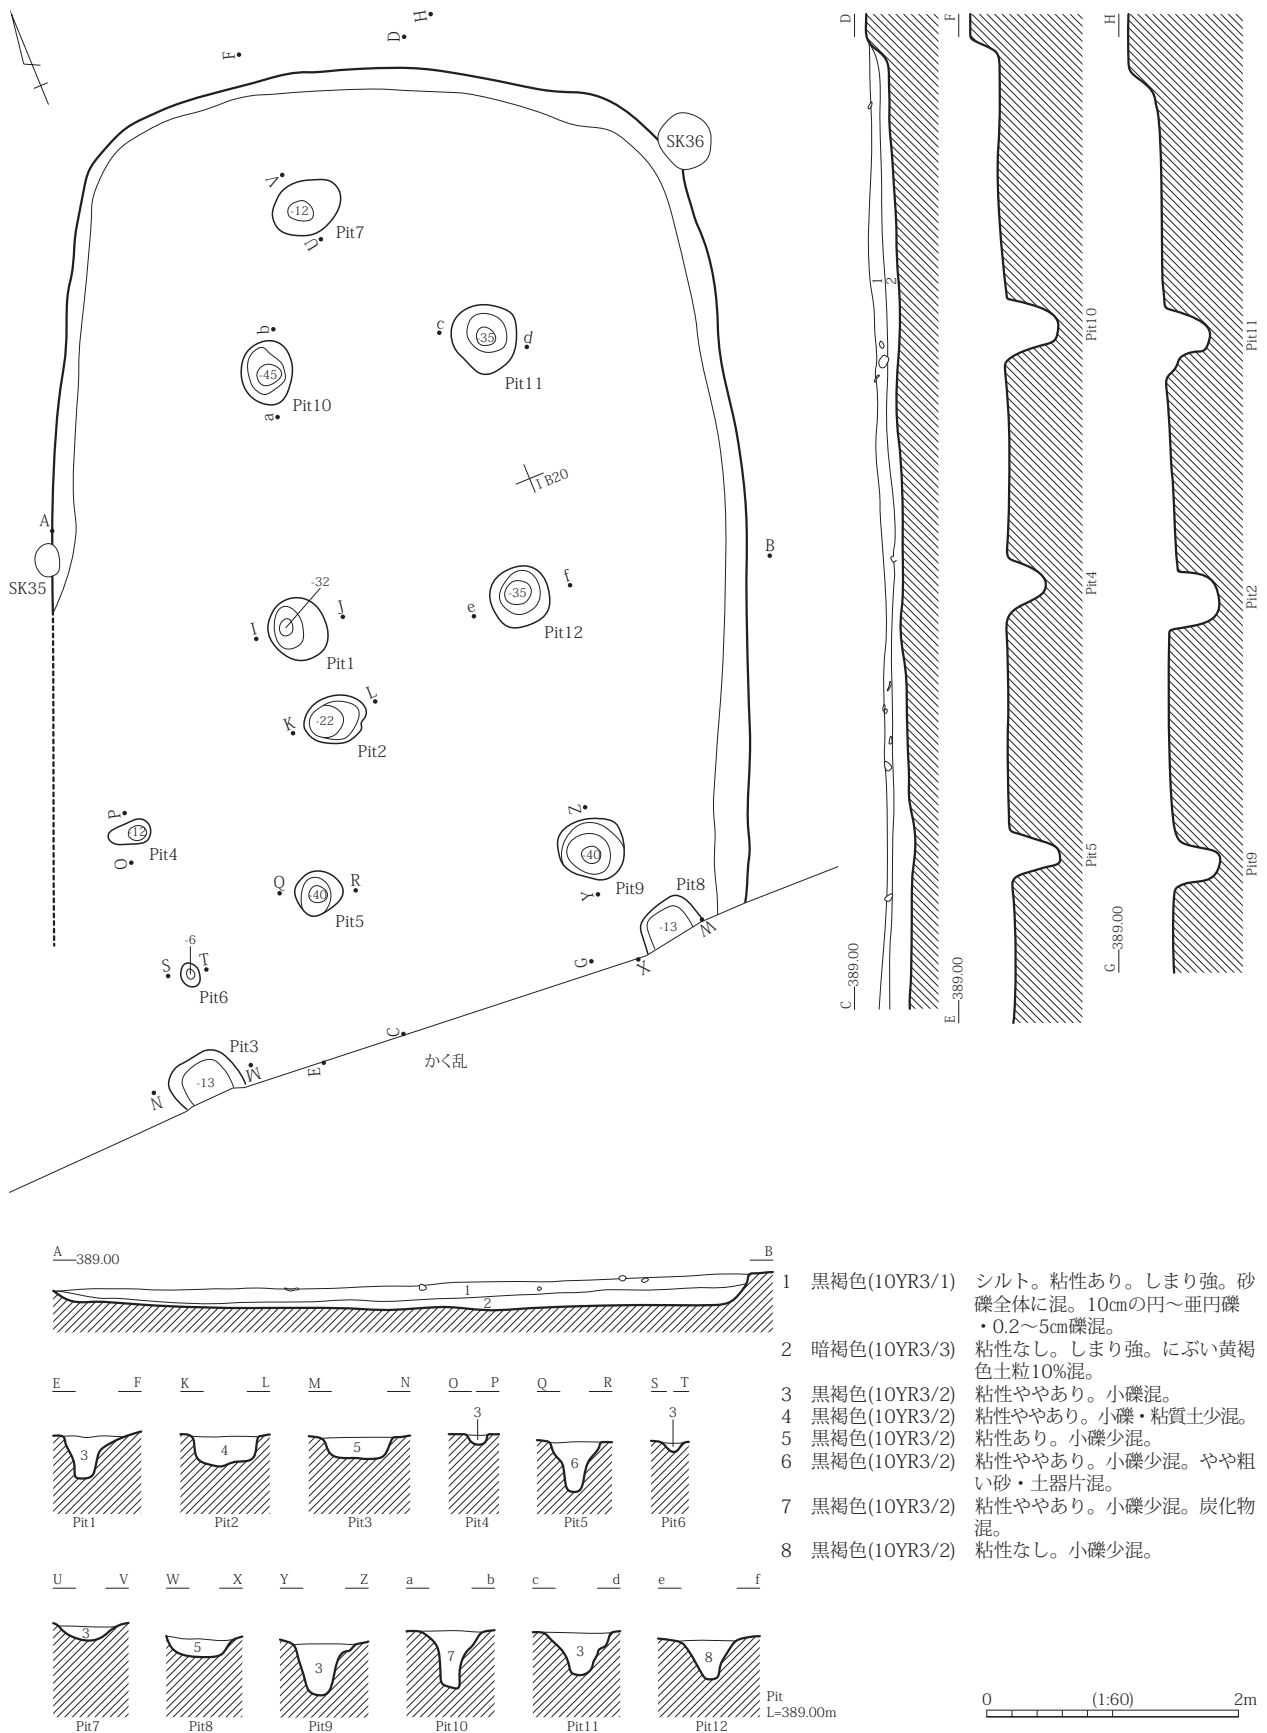 H
D
F
D
F
H
SK36
V
-12
Pit7
U
1
2
b
c
-35
d
Pit10
Pit11
-45
Pit11
Pit10
a
I B20
A
B
SK35
-32
f
-35
e
J
I
Pit12
Pit4
Pit2
Pit1
L
-22
K
Pit2
P
Z
-12
O
Pit4
-40
Pit5
Pit9
Q
R
-40
Pit5
Y
Pit9
Pit8
-13
W
-6
S
T
Pit6
G
X
C 389.00
E 389.00
G 389.00
C
Pit3
M
-13
N
E
かく乱
A 389.00
B
1
2
E F
K L
M N
O P
Q R
S T
3
4
5
3
6
3
Pit1
Pit2
Pit3
Pit4
Pit5
Pit6
U V
W X
Y Z
a b
c d
e f
3
5
3
7
3
8
Pit7
Pit8
Pit9
Pit10
Pit11
Pit12
Pit
L=389.00m
1 黒褐色(10YR3/1) シルト。粘性あり。しまり強。砂
礫全体に混。10㎝の円～亜円礫
・0.2～5㎝礫混。
2 暗褐色(10YR3/3) 粘性なし。しまり強。にぶい黄褐
色土粒10%混。
3 黒褐色(10YR3/2) 粘性ややあり。小礫混。
4 黒褐色(10YR3/2) 粘性ややあり。小礫・粘質土少混。
5 黒褐色(10YR3/2) 粘性あり。小礫少混。
6 黒褐色(10YR3/2) 粘性ややあり。小礫少混。やや粗
い砂・土器片混。
7 黒褐色(10YR3/2) 粘性ややあり。小礫少混。炭化物
混。
8 黒褐色(10YR3/2) 粘性なし。小礫少混。
0 (1:60) 2m